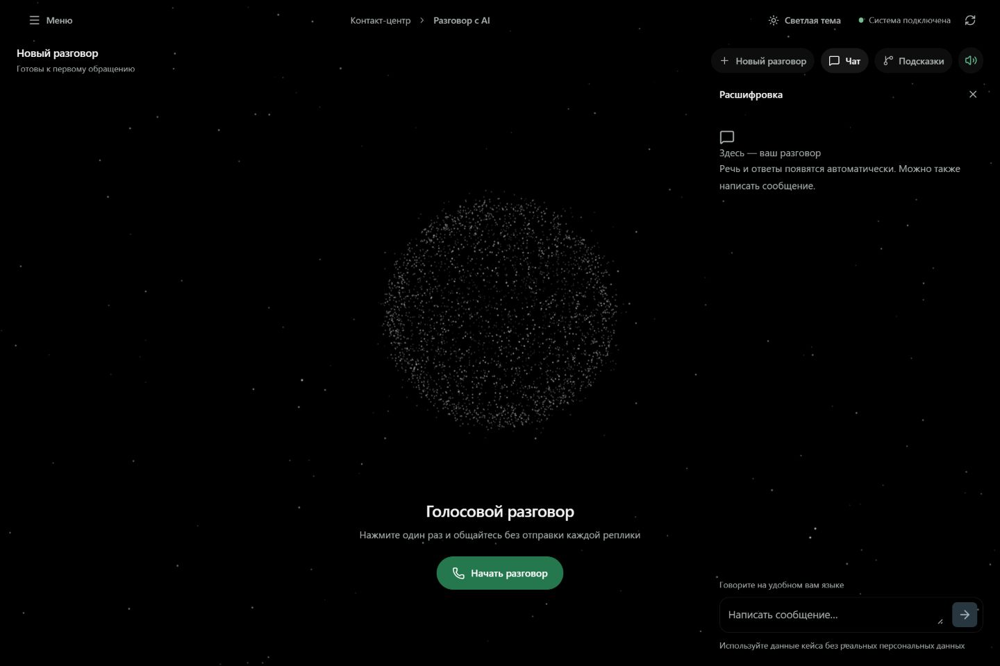 Меню
Контакт-центр
Разговор с AI
Светлая тема
Система подключена
Новый разговор
Готовы к первому обращению
Новый разговор
Чат
Подсказки
Расшифровка
Здесь — ваш разговор
Речь и ответы появятся автоматически. Можно также
написать сообщение.
Голосовой разговор
Нажмите один раз и общайтесь без отправки каждой реплики
Начать разговор
Говорите на удобном вам языке
Написать сообщение...
Используйте данные кейса без реальных персональных данных